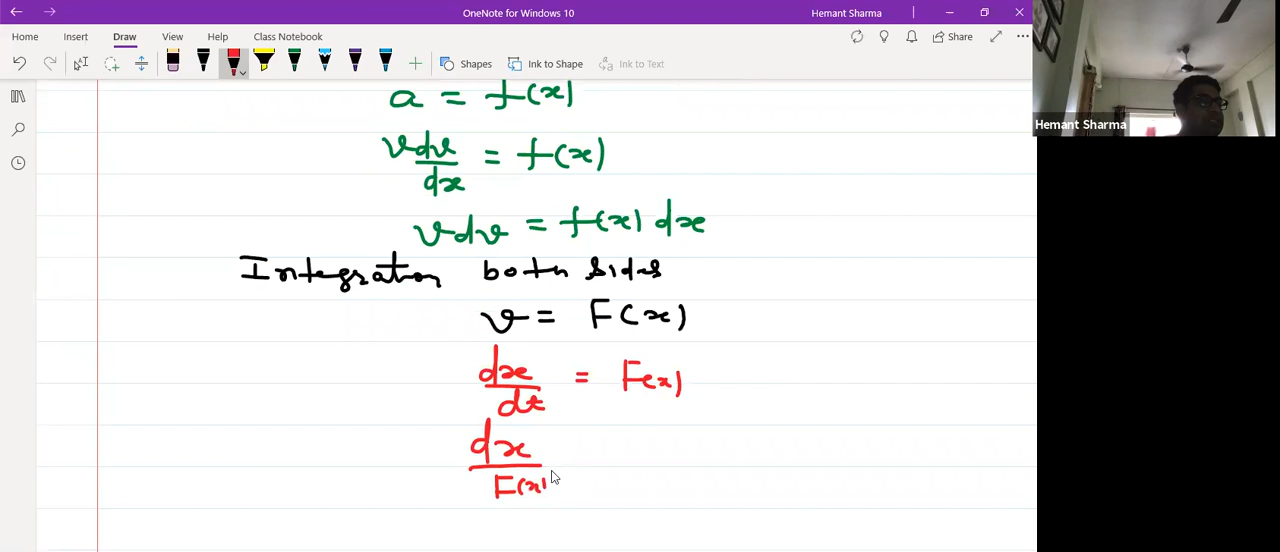 OneNote for Windows 10
Hemant Sharma
Home Insert Draw View Help Class Notebook
Share
Shapes Ink to Shape Ink to Text
Hemant Sharma
a = f(x)
vdv/dx = f(x)
vdv = f(x) dx
Integration both sides
v = F(x)
dx/dt = F(x)
dx/F(x)